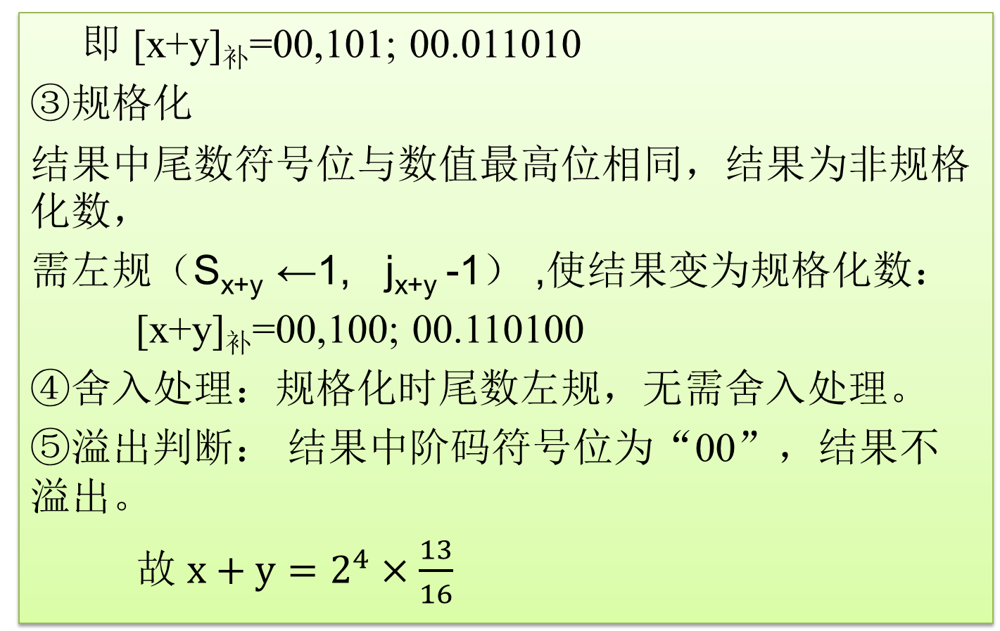 即 [x+y]补=00,101; 00.011010
③规格化
结果中尾数符号位与数值最高位相同，结果为非规格
化数，
需左规（Sx+y ←1， jx+y -1） ,使结果变为规格化数：
[x+y]补=00,100; 00.110100
④舍入处理：规格化时尾数左规，无需舍入处理。
⑤溢出判断： 结果中阶码符号位为“00”，结果不
溢出。
故 x + y = 2^4 × 13/16